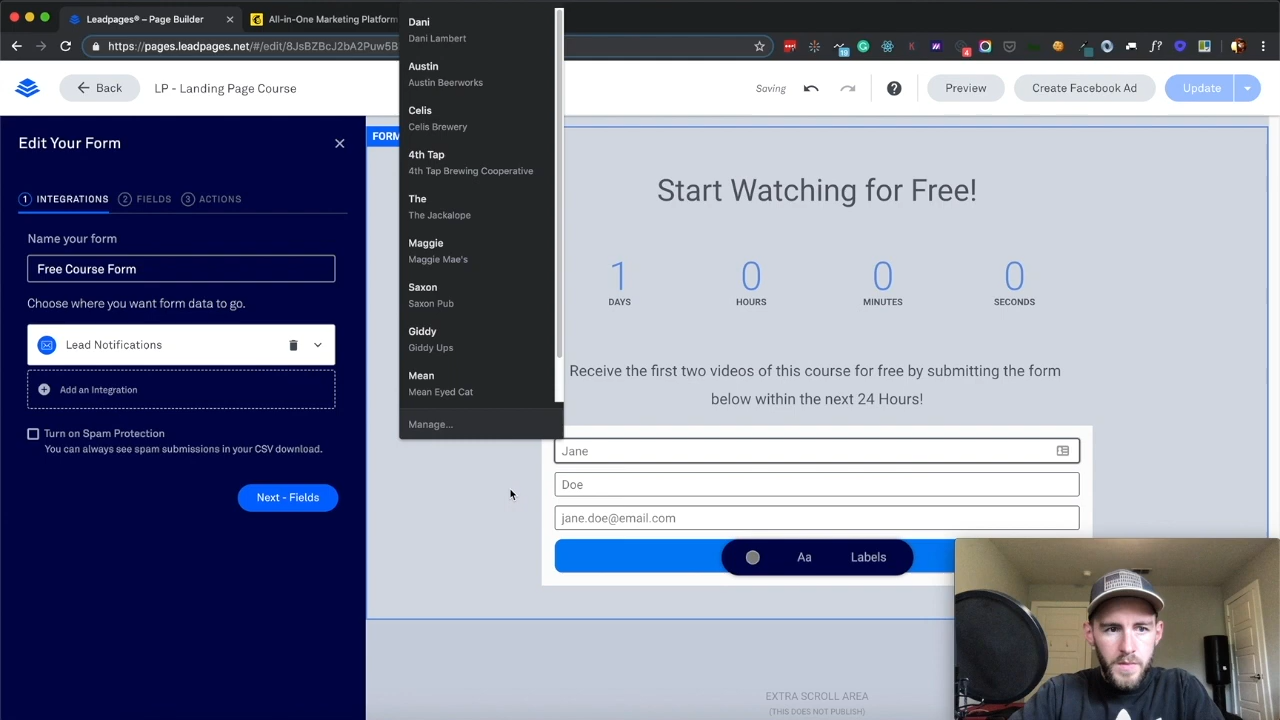 Leadpages® – Page Builder
All-in-One Marketing Platform
https://pages.leadpages.net/#/edit/8JsBZBcJ2bA2Puw5B
19
4
Back
LP - Landing Page Course
Saving
Preview
Create Facebook Ad
Update
Edit Your Form
1 INTEGRATIONS
2 FIELDS
3 ACTIONS
Name your form
Free Course Form
Choose where you want form data to go.
Lead Notifications
Add an Integration
Turn on Spam Protection
You can always see spam submissions in your CSV download.
Next - Fields
Dani
Dani Lambert
Austin
Austin Beerworks
Celis
Celis Brewery
4th Tap
4th Tap Brewing Cooperative
The
The Jackalope
Maggie
Maggie Mae's
Saxon
Saxon Pub
Giddy
Giddy Ups
Mean
Mean Eyed Cat
Manage...
FORM
Start Watching for Free!
1
DAYS
0
HOURS
0
MINUTES
0
SECONDS
Receive the first two videos of this course for free by submitting the form
below within the next 24 Hours!
Jane
Doe
jane.doe@email.com
Aa
Labels
EXTRA SCROLL AREA
(THIS DOES NOT PUBLISH)